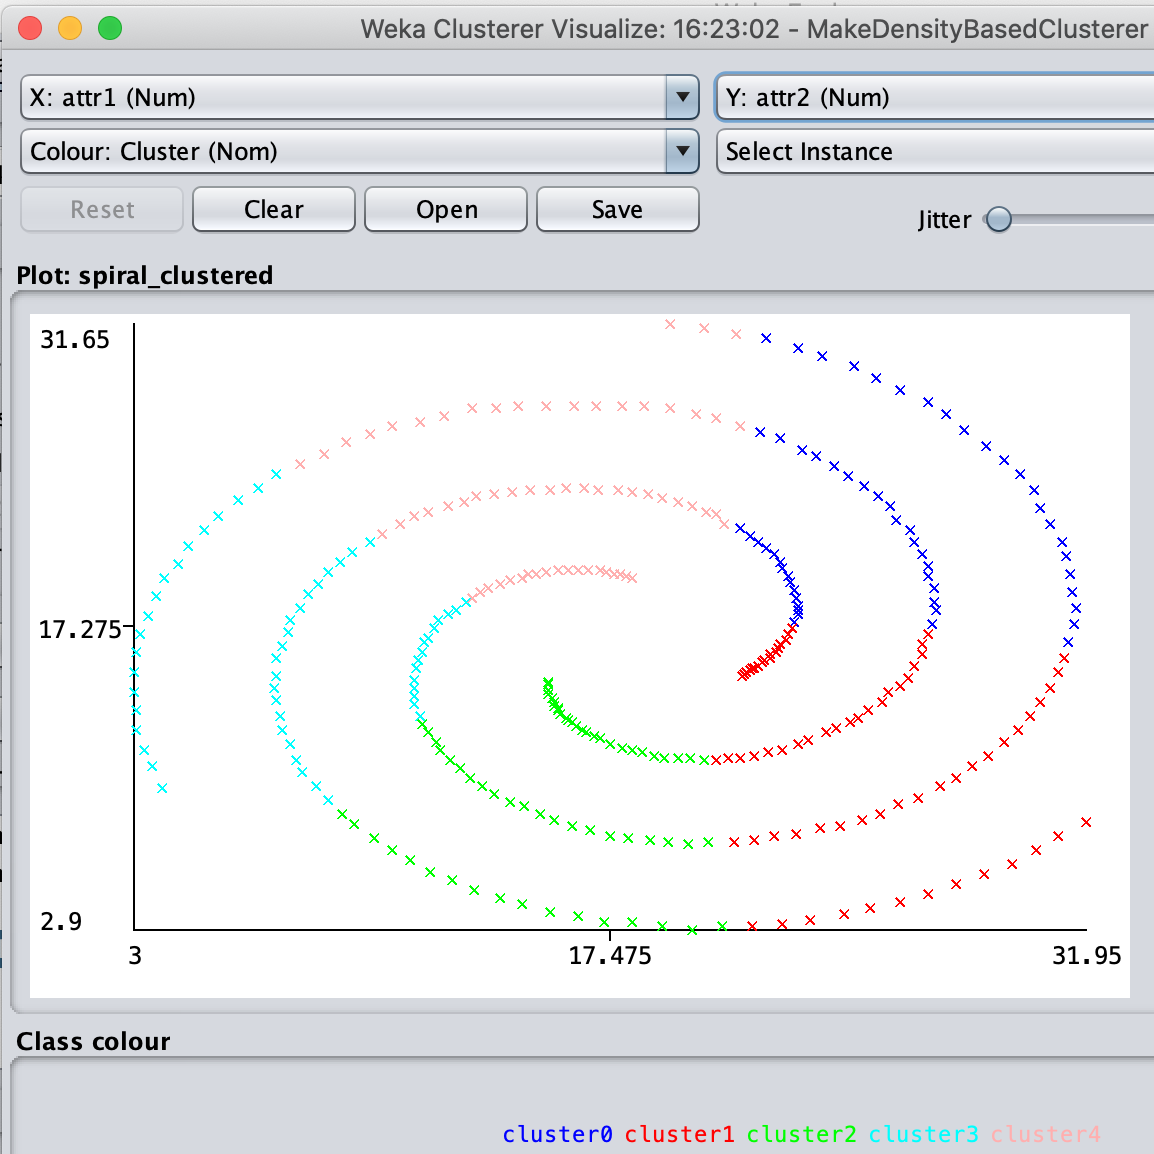 Weka Clusterer Visualize: 16:23:02 - MakeDensityBasedClusterer
X: attr1 (Num)
Y: attr2 (Num)
Colour: Cluster (Nom)
Select Instance
Reset
Clear
Open
Save
Jitter
Plot: spiral_clustered
31.65
17.275
2.9
3
17.475
31.95
Class colour
cluster0 cluster1 cluster2 cluster3 cluster4